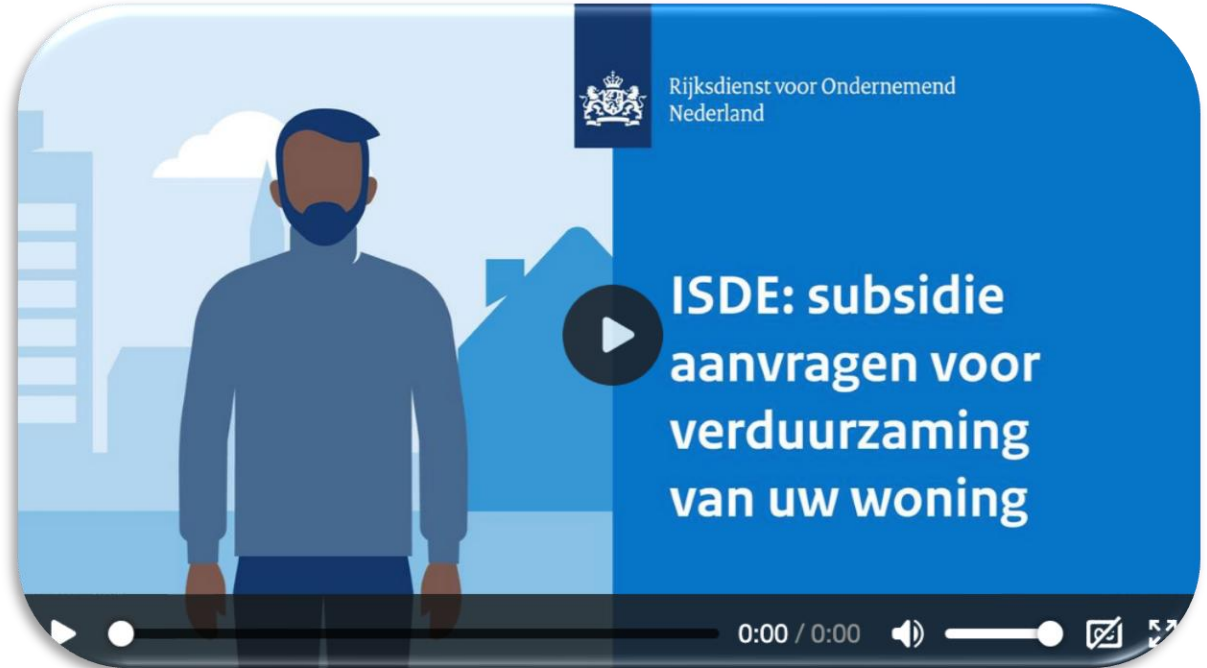 Rijksdienst voor Ondernemend
Nederland
ISDE: subsidie
aanvragen voor
verduurzaming
van uw woning
0:00 / 0:00